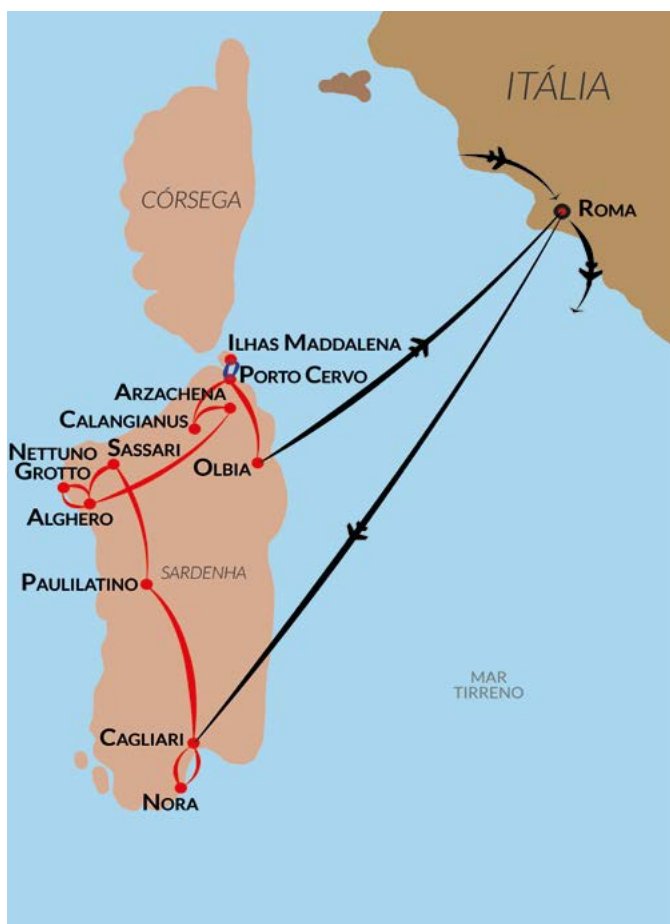 ITÁLIA
CÓRSEGA
ROMA
ILHAS MADDALENA
PORTO CERVO
ARZACHENA
CALANGIANUS
OLBIA
SASSARI
NETTUNO
GROTTO
ALGHERO
PAULILATINO
SARDENHA
MAR
TIRRENO
CAGLIARI
NORA